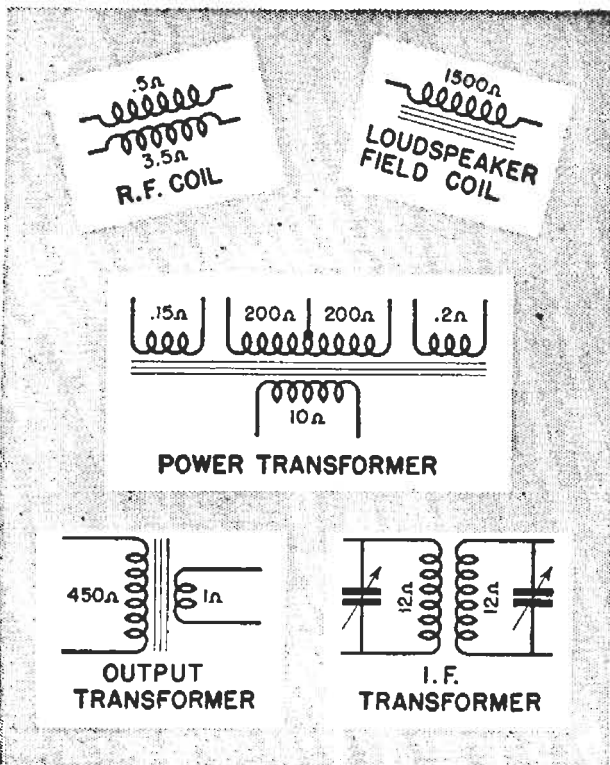 .5Ω
3.5Ω
R.F. COIL
1500Ω
LOUDSPEAKER
FIELD COIL
.15Ω 200Ω 200Ω .2Ω
10Ω
POWER TRANSFORMER
450Ω 1Ω
OUTPUT
TRANSFORMER
12Ω 12Ω
I.F.
TRANSFORMER